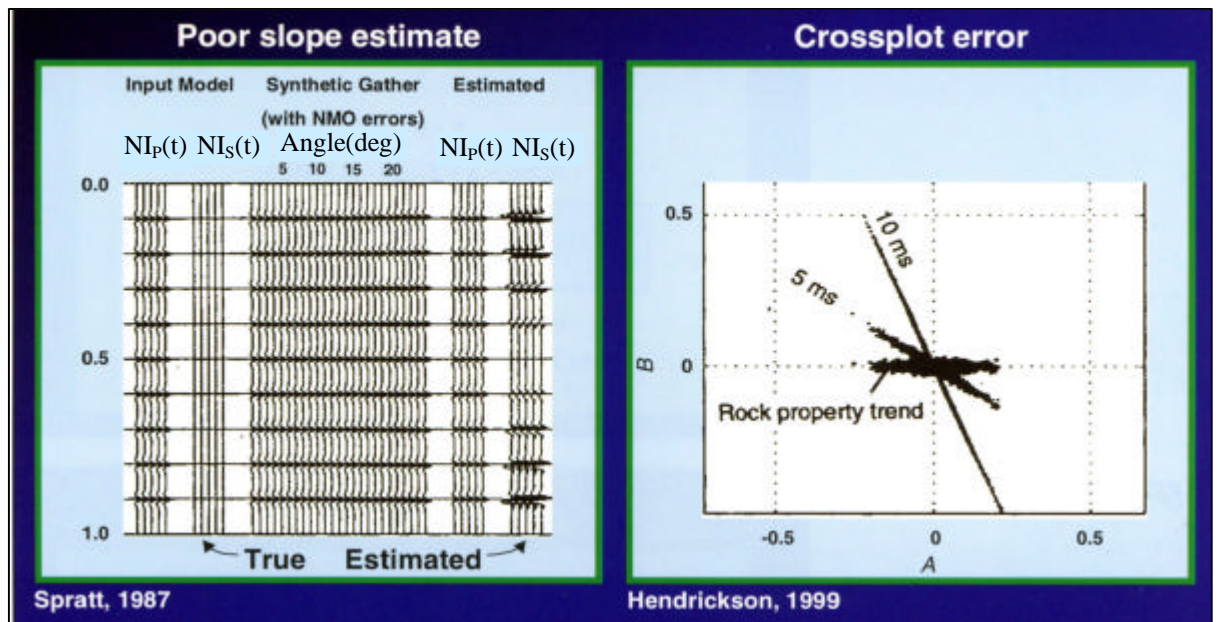 Poor slope estimate
Input Model Synthetic Gather Estimated
(with NMO errors)
NIP(t) NIS(t) Angle(deg) NIP(t) NIS(t)
5 10 15 20
0.0
0.5
1.0
True Estimated
Spratt, 1987
Crossplot error
0.5
0
B
10 ms
5 ms
Rock property trend
-0.5 0 0.5
A
Hendrickson, 1999